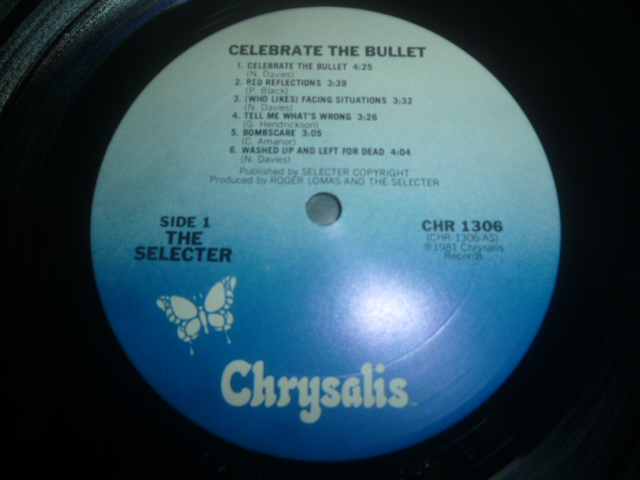 CELEBRATE THE BULLET
1. CELEBRATE THE BULLET 4:25
(N. Davies)
2. RED REFLECTIONS 3:39
(P. Black)
3. (WHO LIKES) FACING SITUATIONS 3:32
(N. Davies)
4. TELL ME WHAT'S WRONG 3:26
(G. Hendrickson)
5. BOMBSCARE 3:05
(C. Amanor)
6. WASHED UP AND LEFT FOR DEAD 4:04
(N. Davies)
Published by SELECTER COPYRIGHT
Produced by ROGER LOMAS AND THE SELECTER
SIDE 1
THE
SELECTER
CHR 1306
(CHR-1306-AS)
℗1981 Chrysalis
Records
Chrysalis